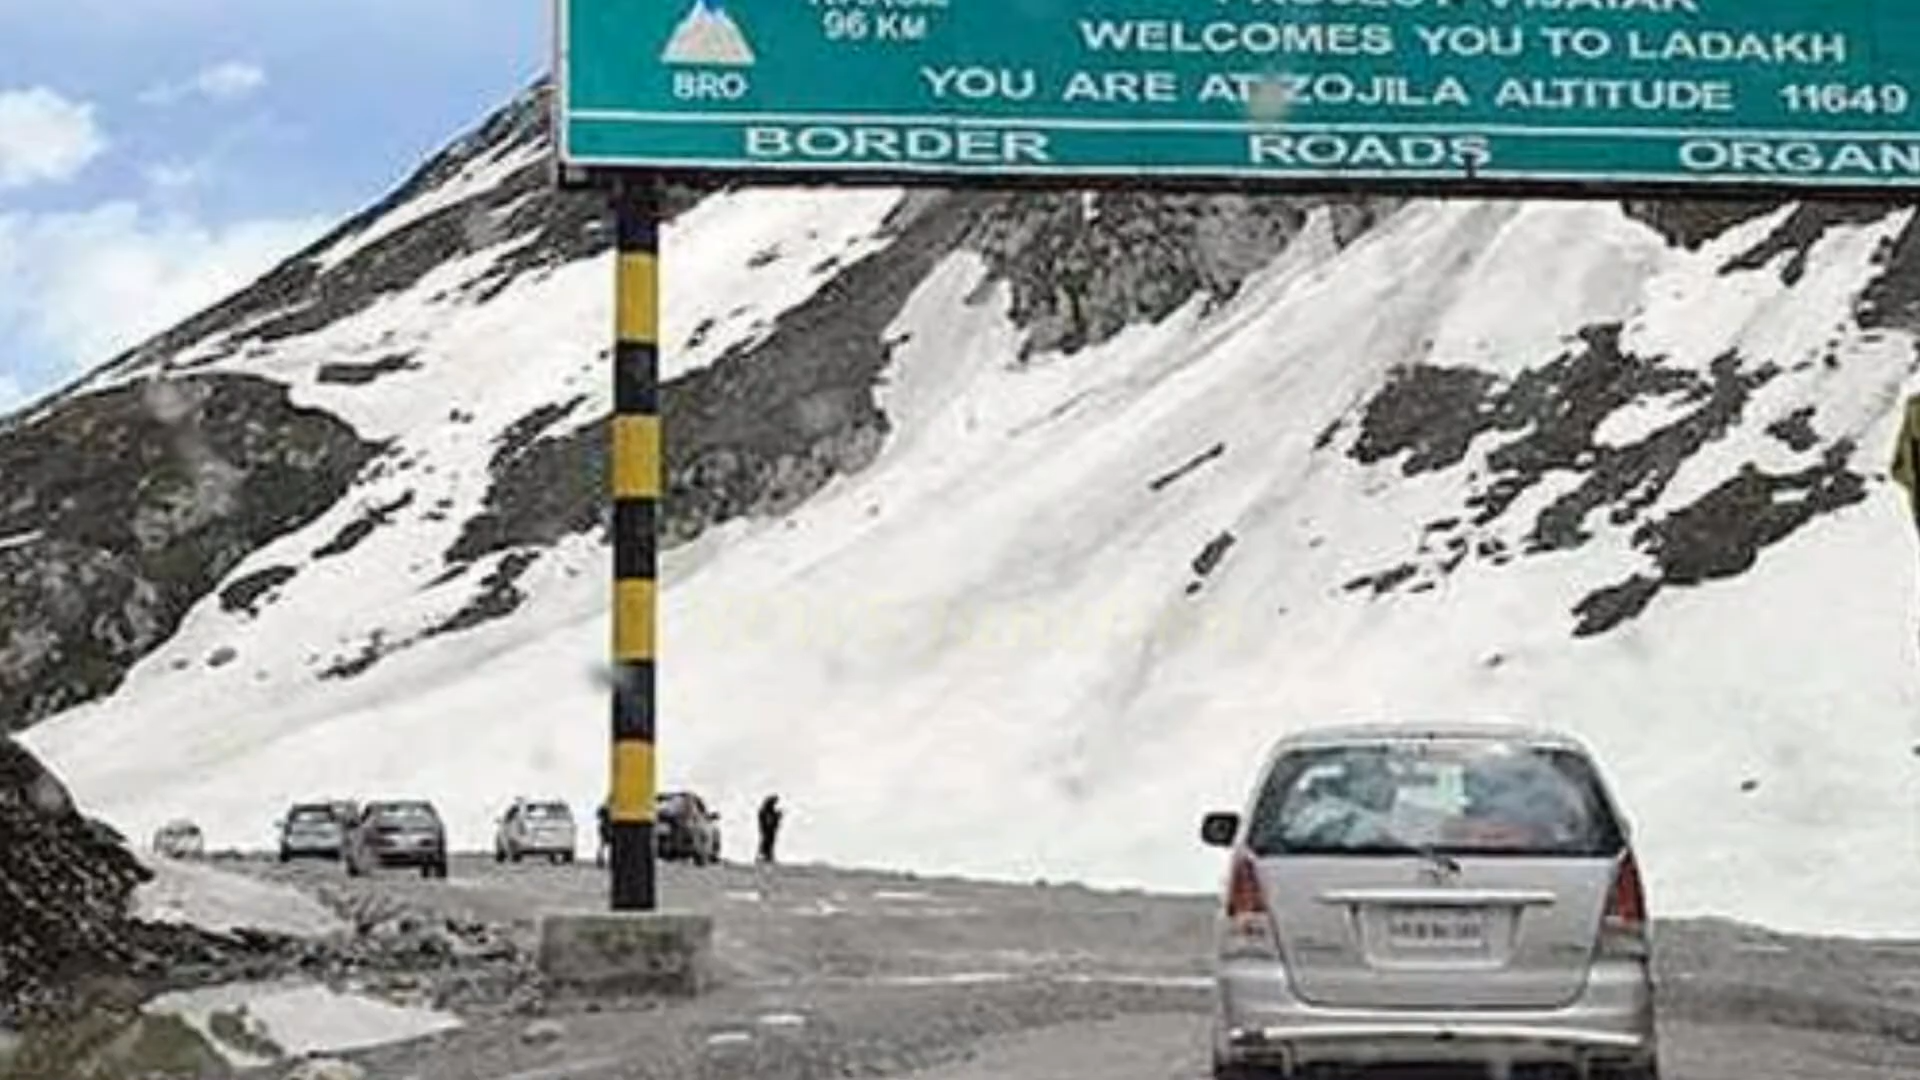 96 KM
BRO
WELCOMES YOU TO LADAKH
YOU ARE AT ZOJILA ALTITUDE 11649
BORDER ROADS ORGAN